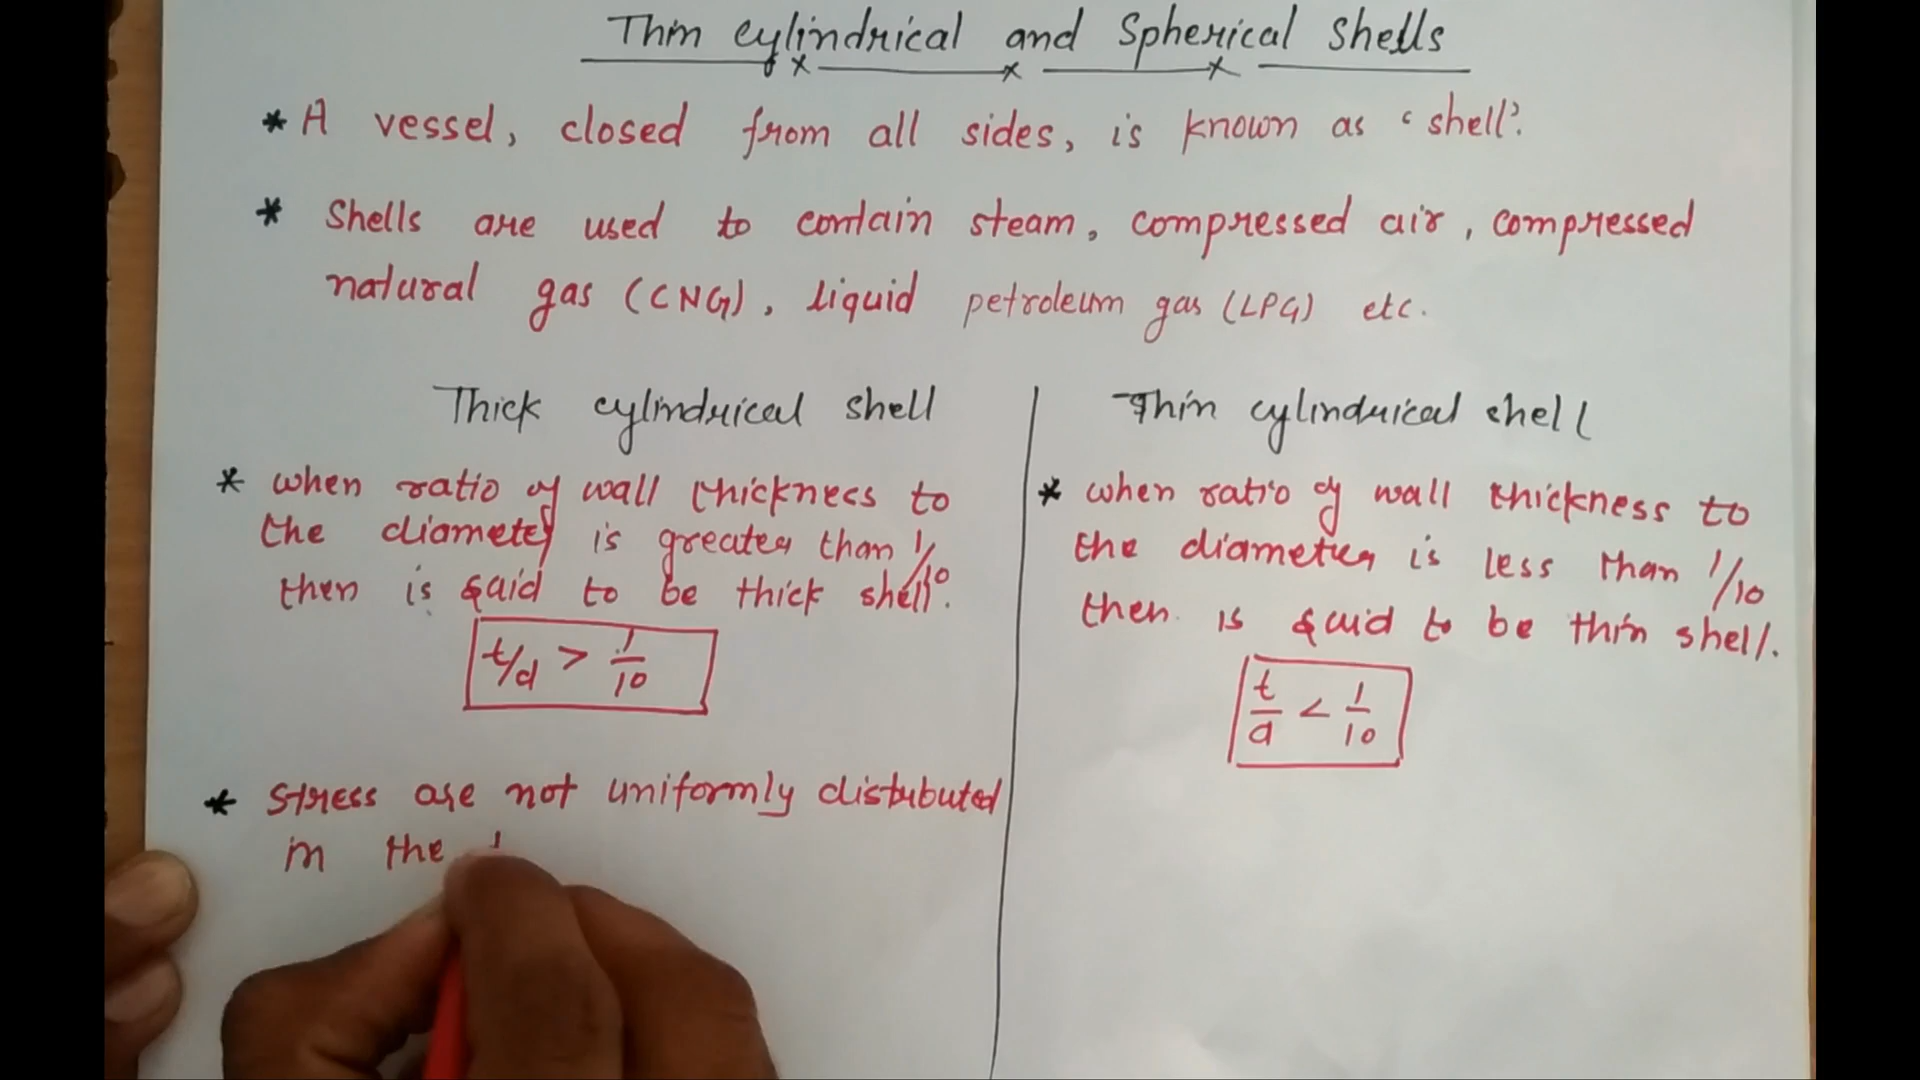 Thin cylindrical and Spherical Shells
* A vessel, closed from all sides, is known as 'shell'.
* Shells are used to contain steam, compressed air, compressed
natural gas (CNG), liquid petroleum gas (LPG) etc.
Thick cylindrical shell
* when ratio of wall thickness to
the diameter is greater than 1/10
then is said to be thick shell.
t/d > 1/10
* Stress are not uniformly distributed
in the
Thin cylindrical shell
* when ratio of wall thickness to
the diameter is less than 1/10
then is said to be thin shell.
t/d < 1/10